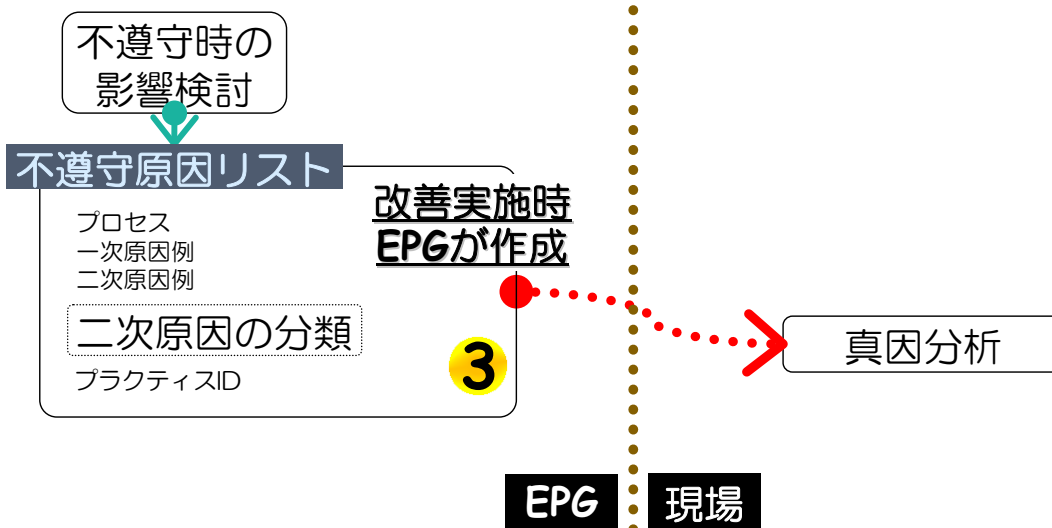 不遵守時の
影響検討
不遵守原因リスト
改善実施時
EPGが作成
プロセス
一次原因例
二次原因例
二次原因の分類
プラクティスID
3
真因分析
EPG
現場